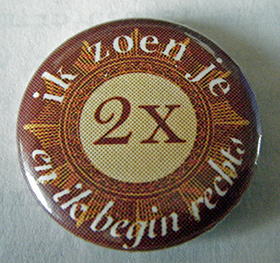 ik zoen je
2x
en ik begin rechts